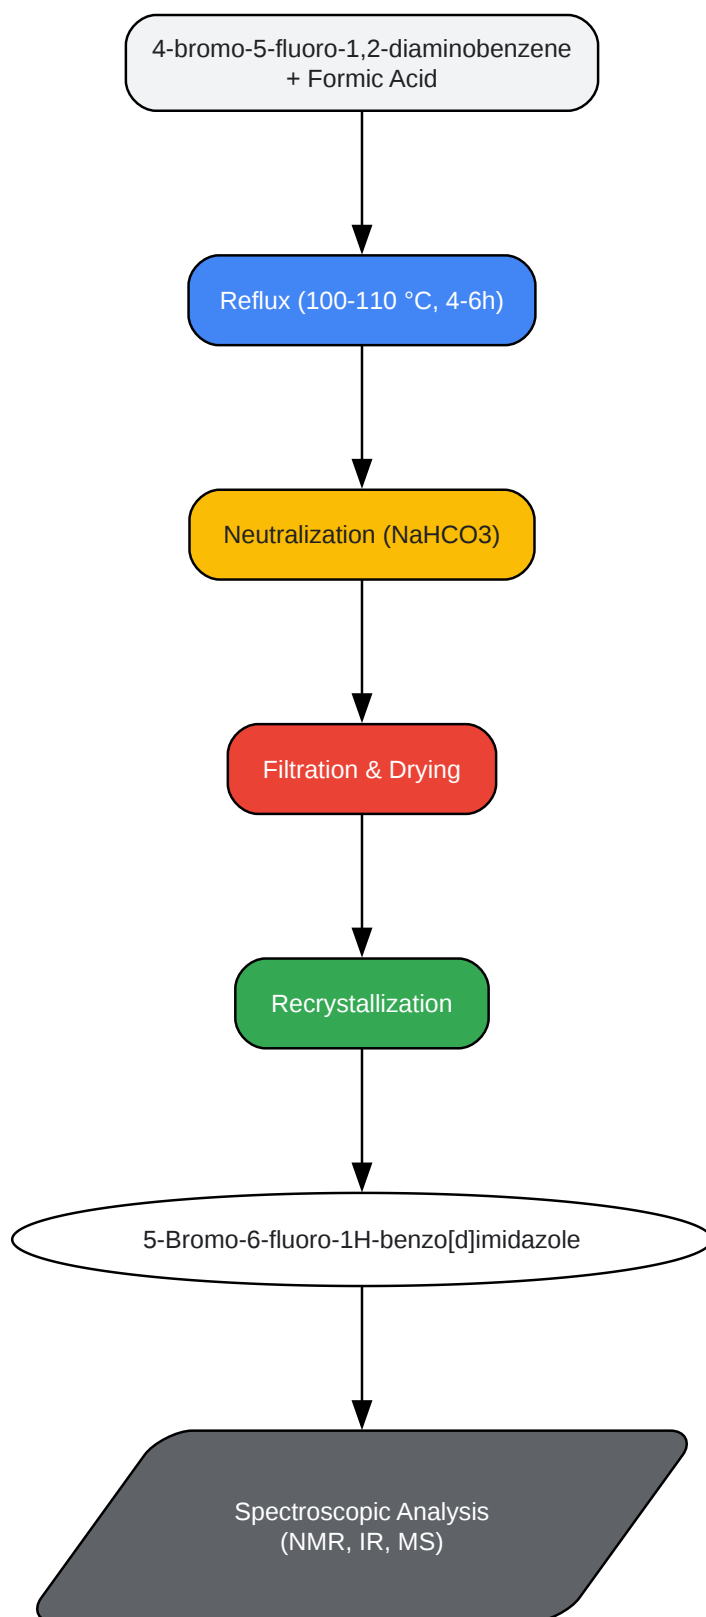 4-bromo-5-fluoro-1,2-diaminobenzene
+ Formic Acid
Reflux (100-110 °C, 4-6h)
Neutralization (NaHCO3)
Filtration & Drying
Recrystallization
5-Bromo-6-fluoro-1H-benzo[d]imidazole
Spectroscopic Analysis
(NMR, IR, MS)